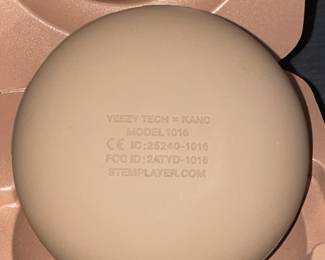 YEEZY TECH × KANO
MODEL 1016
CE IC:25240-1016
FCC ID:2ATYD-1016
STEMPLAYER.COM